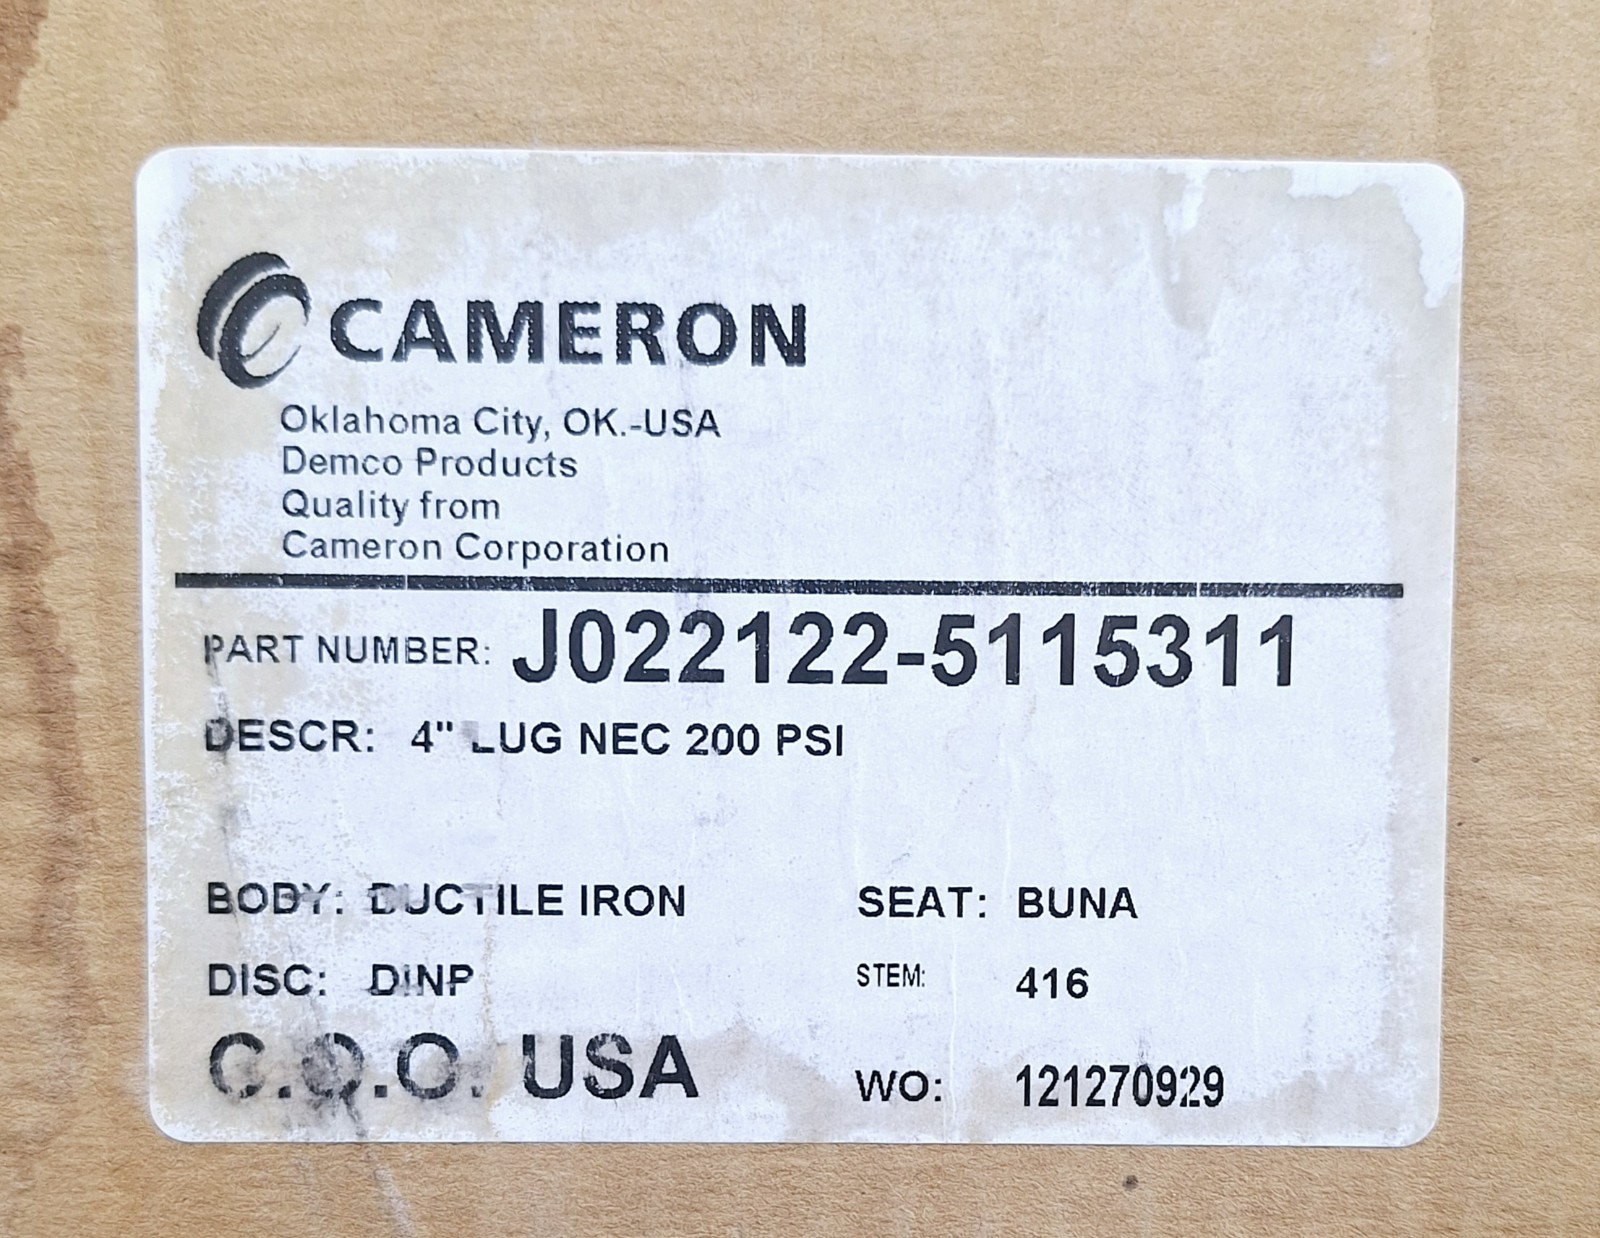 CAMERON
Oklahoma City, OK.-USA
Demco Products
Quality from
Cameron Corporation
PART NUMBER: J022122-5115311
DESCR: 4" LUG NEC 200 PSI
BODY: DUCTILE IRON SEAT: BUNA
DISC: DINP STEM: 416
C.O.O. USA WO: 121270929